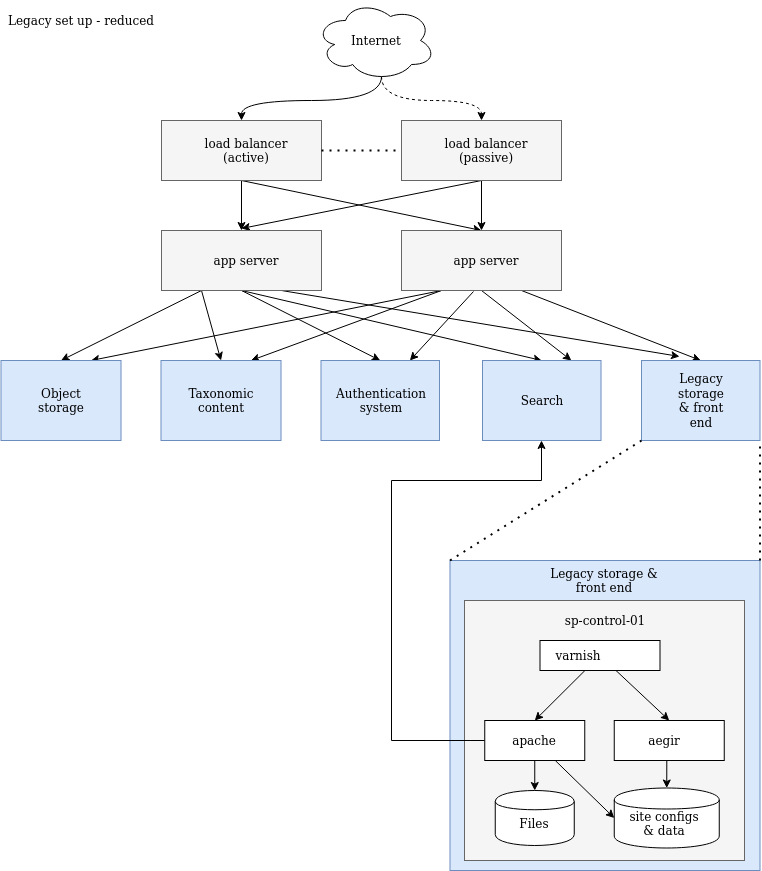 Legacy set up - reduced
Internet
load balancer
(active)
load balancer
(passive)
app server
app server
Object
storage
Taxonomic
content
Authentication
system
Search
Legacy
storage
& front
end
Legacy storage &
front end
sp-control-01
varnish
apache
aegir
Files
site configs
& data